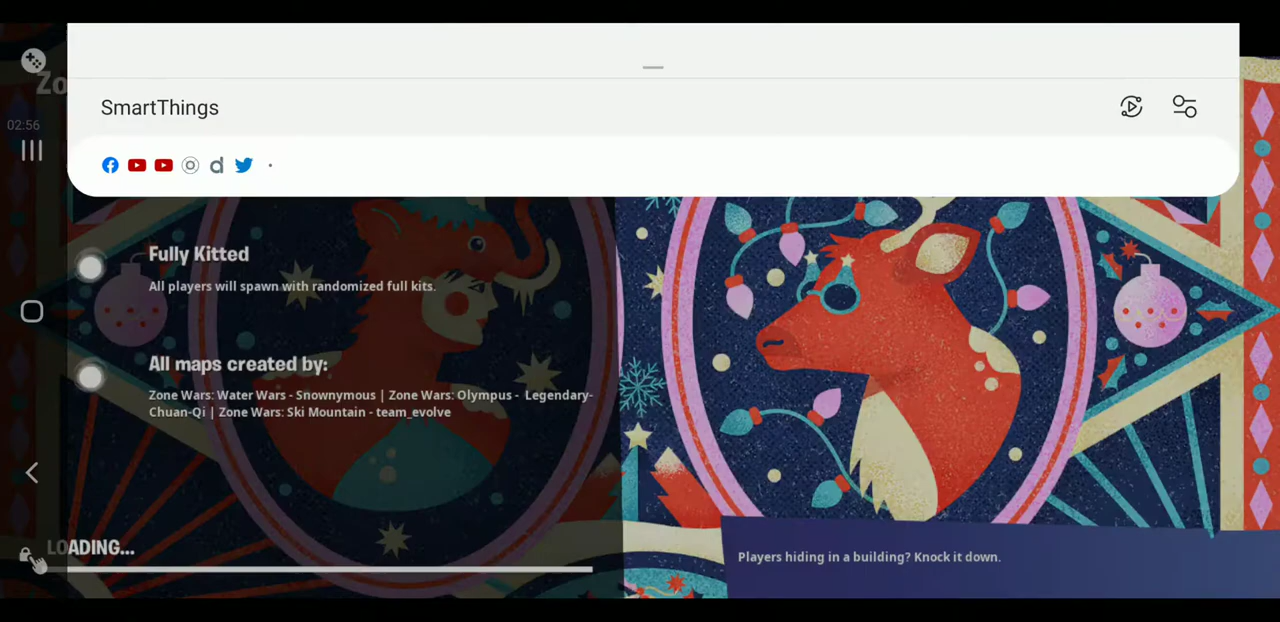 Zo
SmartThings
02:56
Fully Kitted
All players will spawn with randomized full kits.
All maps created by:
Zone Wars: Water Wars - Snownymous | Zone Wars: Olympus - Legendary-
Chuan-Qi | Zone Wars: Ski Mountain - team_evolve
LOADING...
Players hiding in a building? Knock it down.